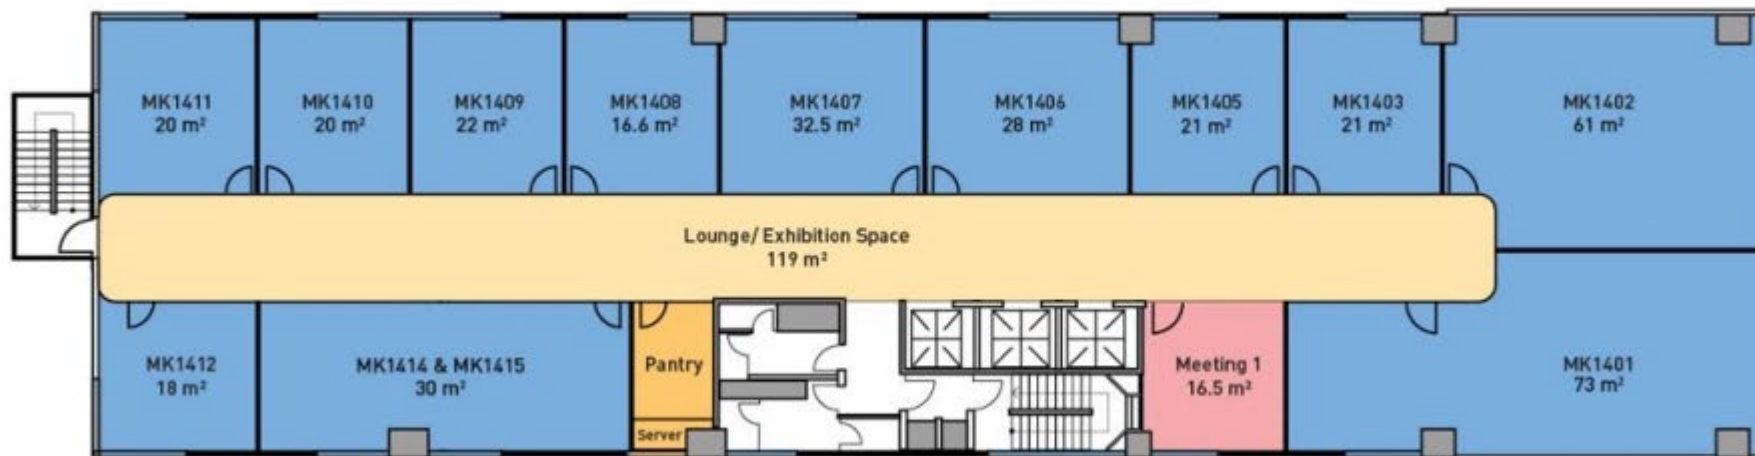 MK1411
20 m²
MK1410
20 m²
MK1409
22 m²
MK1408
16.6 m²
MK1407
32.5 m²
MK1406
28 m²
MK1405
21 m²
MK1403
21 m²
MK1402
61 m²
Lounge/ Exhibition Space
119 m²
MK1412
18 m²
MK1414 & MK1415
30 m²
Pantry
Server
Meeting 1
16.5 m²
MK1401
73 m²